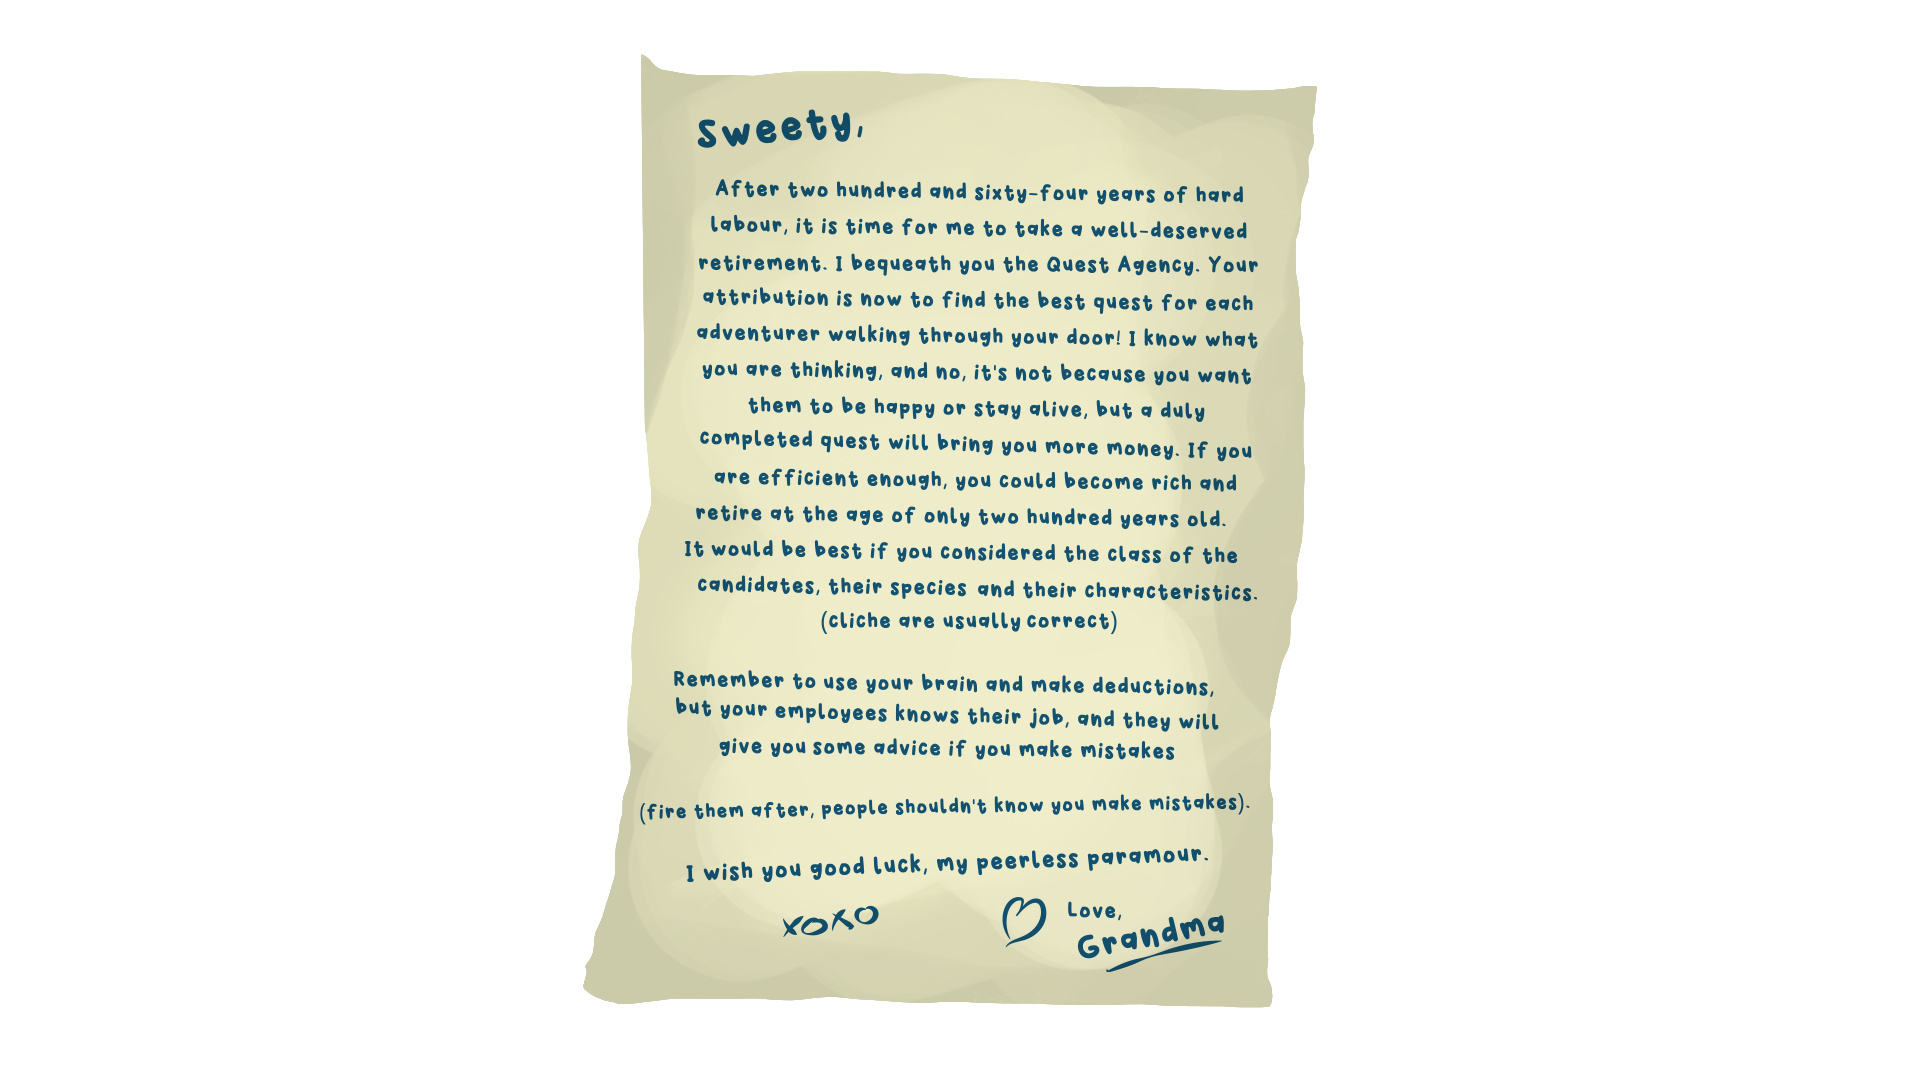 Sweety,
After two hundred and sixty-four years of hard
labour, it is time for me to take a well-deserved
retirement. I bequeath you the Quest Agency. Your
attribution is now to find the best quest for each
adventurer walking through your door! I know what
you are thinking, and no, it's not because you want
them to be happy or stay alive, but a duly
completed quest will bring you more money. If you
are efficient enough, you could become rich and
retire at the age of only two hundred years old.
It would be best if you considered the class of the
candidates, their species and their characteristics.
(cliche are usually correct)
Remember to use your brain and make deductions,
but your employees knows their job, and they will
give you some advice if you make mistakes
(fire them after, people shouldn't know you make mistakes).
I wish you good luck, my peerless paramour.
xoxo
Love,
Grandma